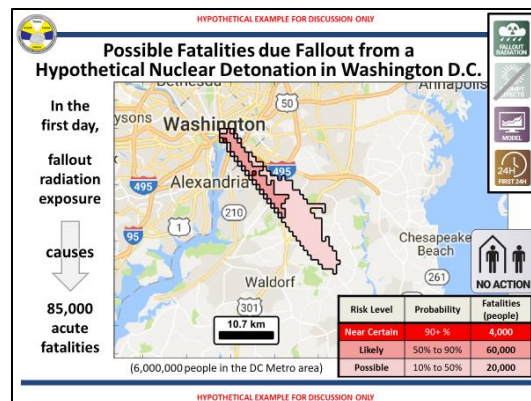 HYPOTHETICAL EXAMPLE FOR DISCUSSION ONLY
Possible Fatalities due Fallout from a
Hypothetical Nuclear Detonation in Washington D.C.
In the
first day,
fallout
radiation
exposure
causes
85,000
acute
fatalities
Bethesda
50
Annapolis
ysons
Washington
495
Alexandria
495
210
95
1
Chesapeake
Beach
261
Waldorf
301
10.7 km
FALLOUT
RADIATION
PROMPT
EFFECTS
MODEL
24H
FIRST 24H
NO ACTION
Risk Level Probability Fatalities
(people)
Near Certain 90+ % 4,000
Likely 50% to 90% 60,000
Possible 10% to 50% 20,000
(6,000,000 people in the DC Metro area)
HYPOTHETICAL EXAMPLE FOR DISCUSSION ONLY